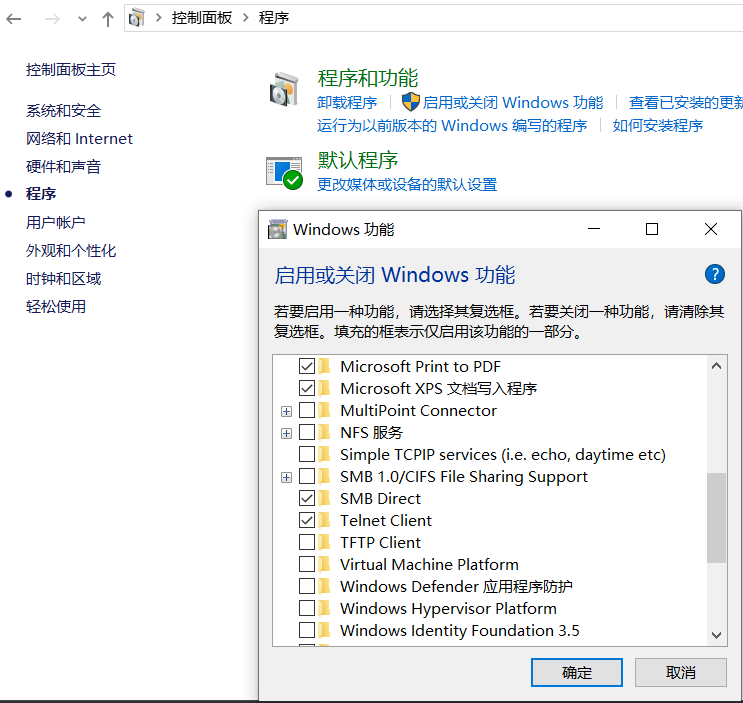 控制面板 程序
控制面板主页
系统和安全
网络和 Internet
硬件和声音
程序
用户帐户
外观和个性化
时钟和区域
轻松使用
程序和功能
卸载程序 启用或关闭 Windows 功能 查看已安装的更新
运行为以前版本的 Windows 编写的程序 如何安装程序
默认程序
更改媒体或设备的默认设置
Windows 功能
启用或关闭 Windows 功能
若要启用一种功能，请选择其复选框。若要关闭一种功能，请清除其
复选框。填充的框表示仅启用该功能的一部分。
Microsoft Print to PDF
Microsoft XPS 文档写入程序
MultiPoint Connector
NFS 服务
Simple TCPIP services (i.e. echo, daytime etc)
SMB 1.0/CIFS File Sharing Support
SMB Direct
Telnet Client
TFTP Client
Virtual Machine Platform
Windows Defender 应用程序防护
Windows Hypervisor Platform
Windows Identity Foundation 3.5
确定 取消